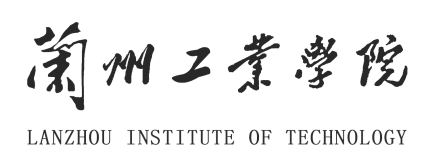 蘭州工業學院
LANZHOU INSTITUTE OF TECHNOLOGY